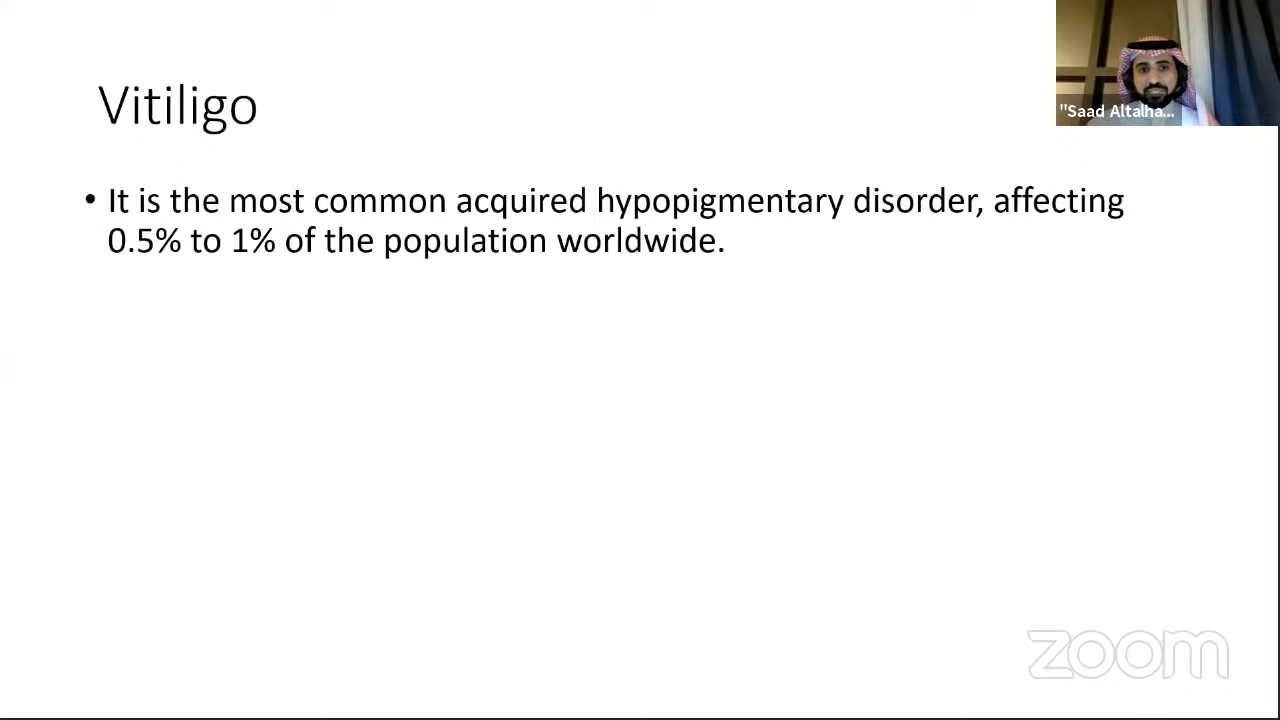 Vitiligo
"Saad Altalha...
• It is the most common acquired hypopigmentary disorder, affecting
0.5% to 1% of the population worldwide.
zoom